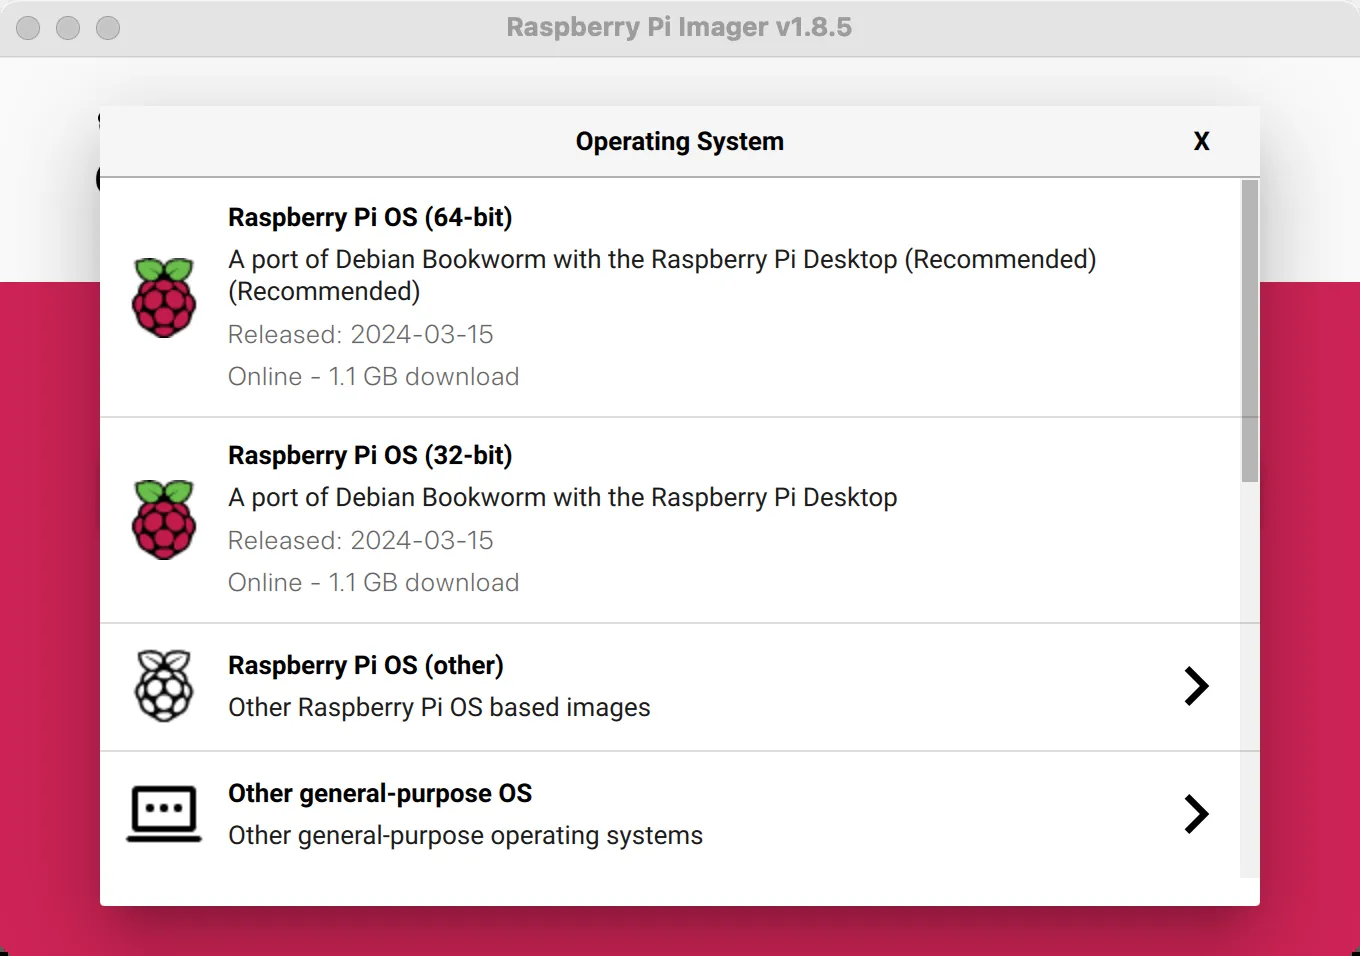 Raspberry Pi Imager v1.8.5
Operating System X
Raspberry Pi OS (64-bit)
A port of Debian Bookworm with the Raspberry Pi Desktop (Recommended)
(Recommended)
Released: 2024-03-15
Online - 1.1 GB download
Raspberry Pi OS (32-bit)
A port of Debian Bookworm with the Raspberry Pi Desktop
Released: 2024-03-15
Online - 1.1 GB download
Raspberry Pi OS (other)
Other Raspberry Pi OS based images
Other general-purpose OS
Other general-purpose operating systems